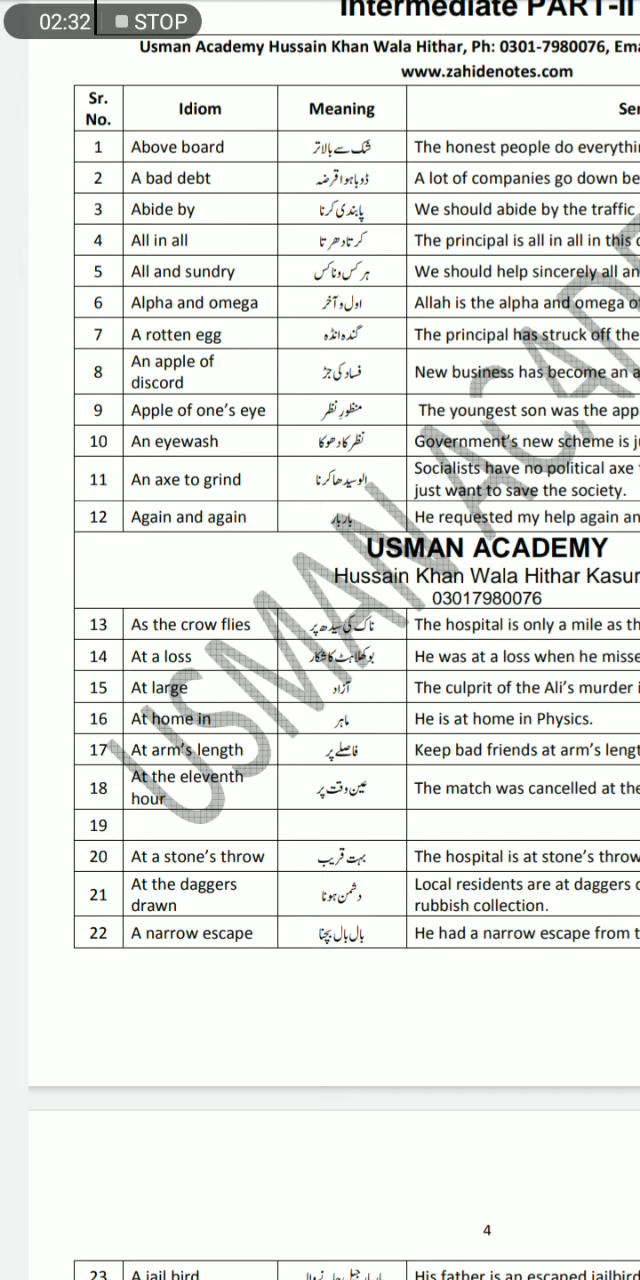 02:32 STOP
Intermediate PART-II
Usman Academy Hussain Khan Wala Hithar, Ph: 0301-7980076, Ema
www.zahidenotes.com
Sr. No. Idiom Meaning Sen
1 Above board شک سے بالاتر The honest people do everythi
2 A bad debt ڈوبا ہوا قرضہ A lot of companies go down be
3 Abide by پابندی کرنا We should abide by the traffic
4 All in all کرتا دھرتا The principal is all in all in this
5 All and sundry ہر کس و ناکس We should help sincerely all an
6 Alpha and omega اول و آخر Allah is the alpha and omega of
7 A rotten egg گندہ انڈہ The principal has struck off the
8 An apple of
discord فساد کی جڑ New business has become an a
9 Apple of one’s eye منظورِ نظر The youngest son was the app
10 An eyewash نظر کا دھوکا Government’s new scheme is ju
11 An axe to grind الو سیدھا کرنا Socialists have no political axe
just want to save the society.
12 Again and again بار بار He requested my help again an
USMAN ACADEMY
Hussain Khan Wala Hithar Kasur
03017980076
13 As the crow flies ناک کی سیدھ پر The hospital is only a mile as th
14 At a loss بوکھلاہٹ کا شکار He was at a loss when he misse
15 At large آزاد The culprit of the Ali’s murder i
16 At home in ماہر He is at home in Physics.
17 At arm’s length فاصلے پر Keep bad friends at arm’s lengt
18 At the eleventh
hour عین وقت پر The match was cancelled at the
19
20 At a stone’s throw بہت قریب The hospital is at stone’s throw
21 At the daggers
drawn دشمن ہونا Local residents are at daggers
rubbish collection.
22 A narrow escape بال بال بچنا He had a narrow escape from t
4
23 A jail bird His father is an escaped jailbird
USMAN ACADE